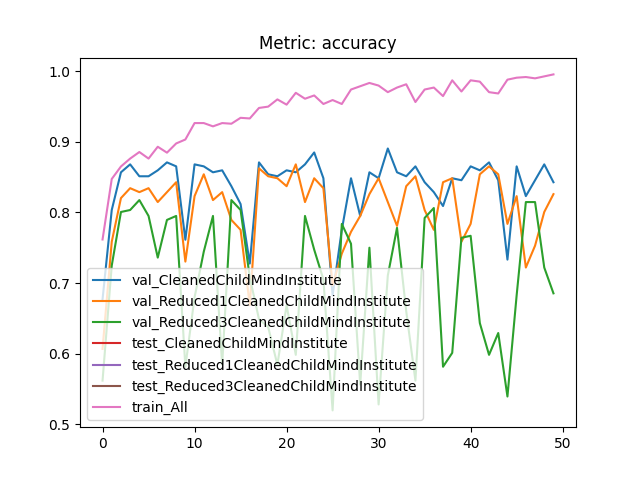 Metric: accuracy
1.0
0.9
0.8
0.7
0.6
0.5
val_CleanedChildMindInstitute
val_Reduced1CleanedChildMindInstitute
val_Reduced3CleanedChildMindInstitute
test_CleanedChildMindInstitute
test_Reduced1CleanedChildMindInstitute
test_Reduced3CleanedChildMindInstitute
train_All
0 10 20 30 40 50